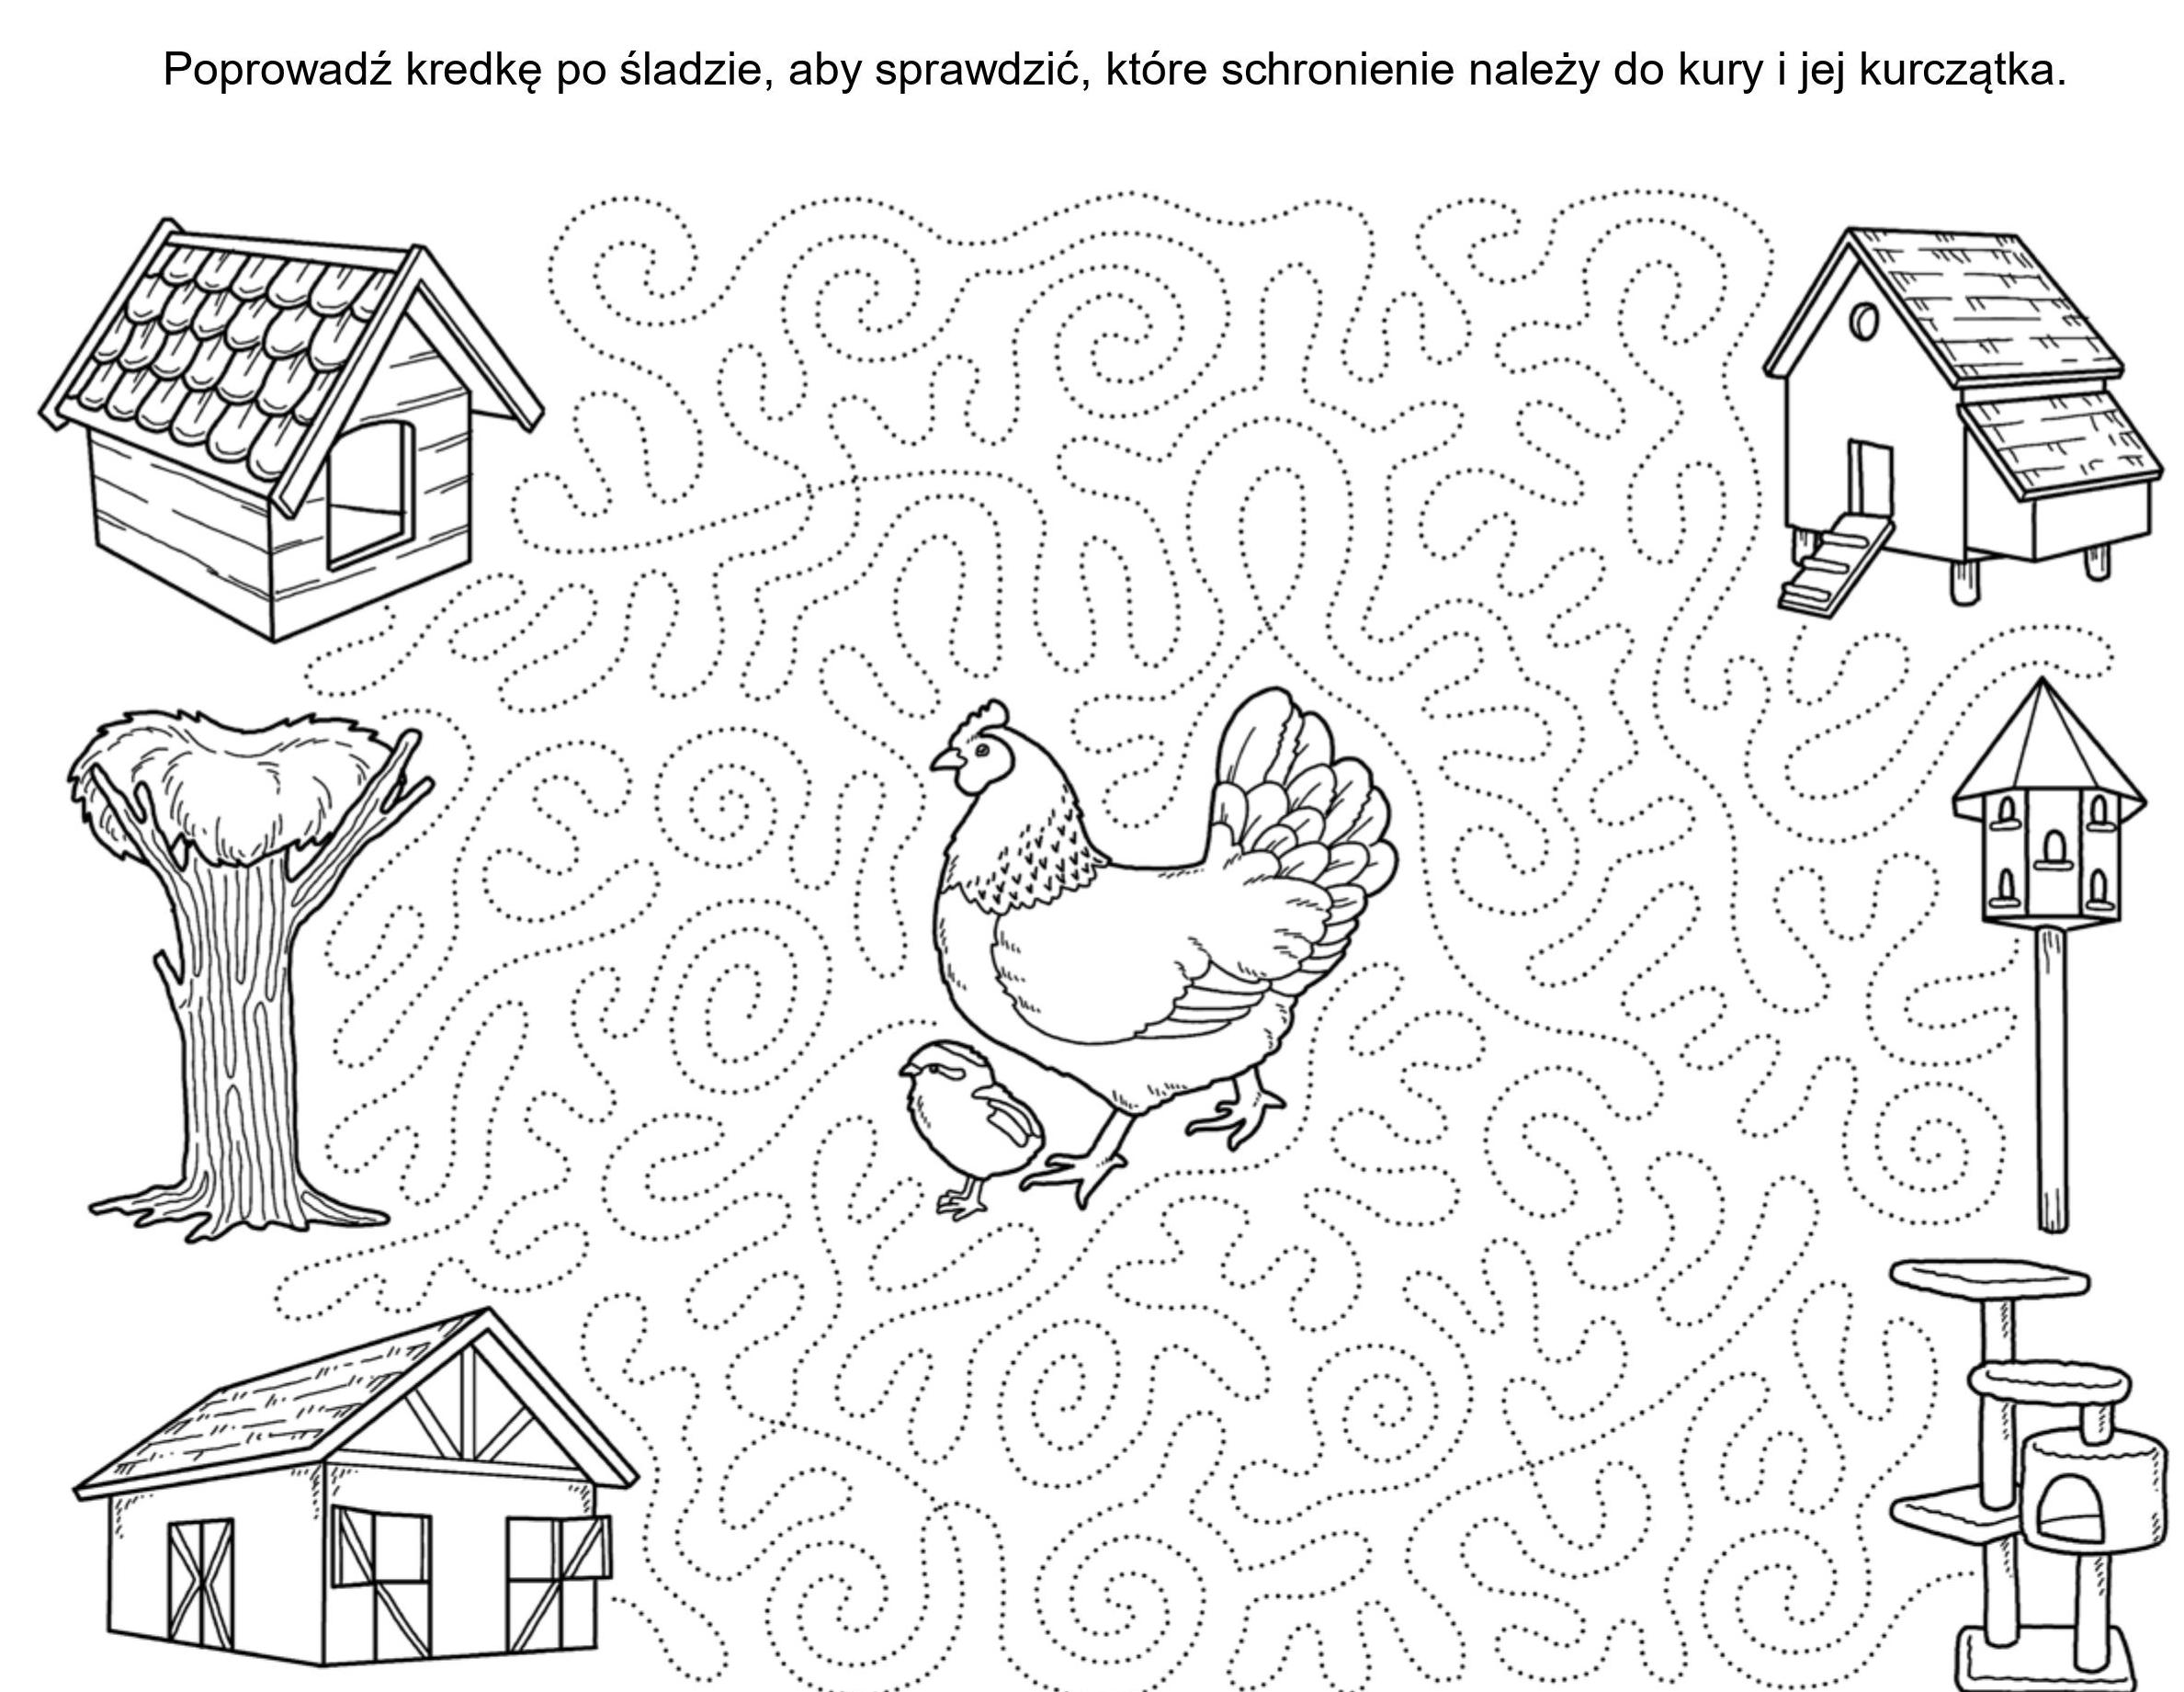 Poprowadź kredkę po śladzie, aby sprawdzić, które schronienie należy do kury i jej kurczątka.